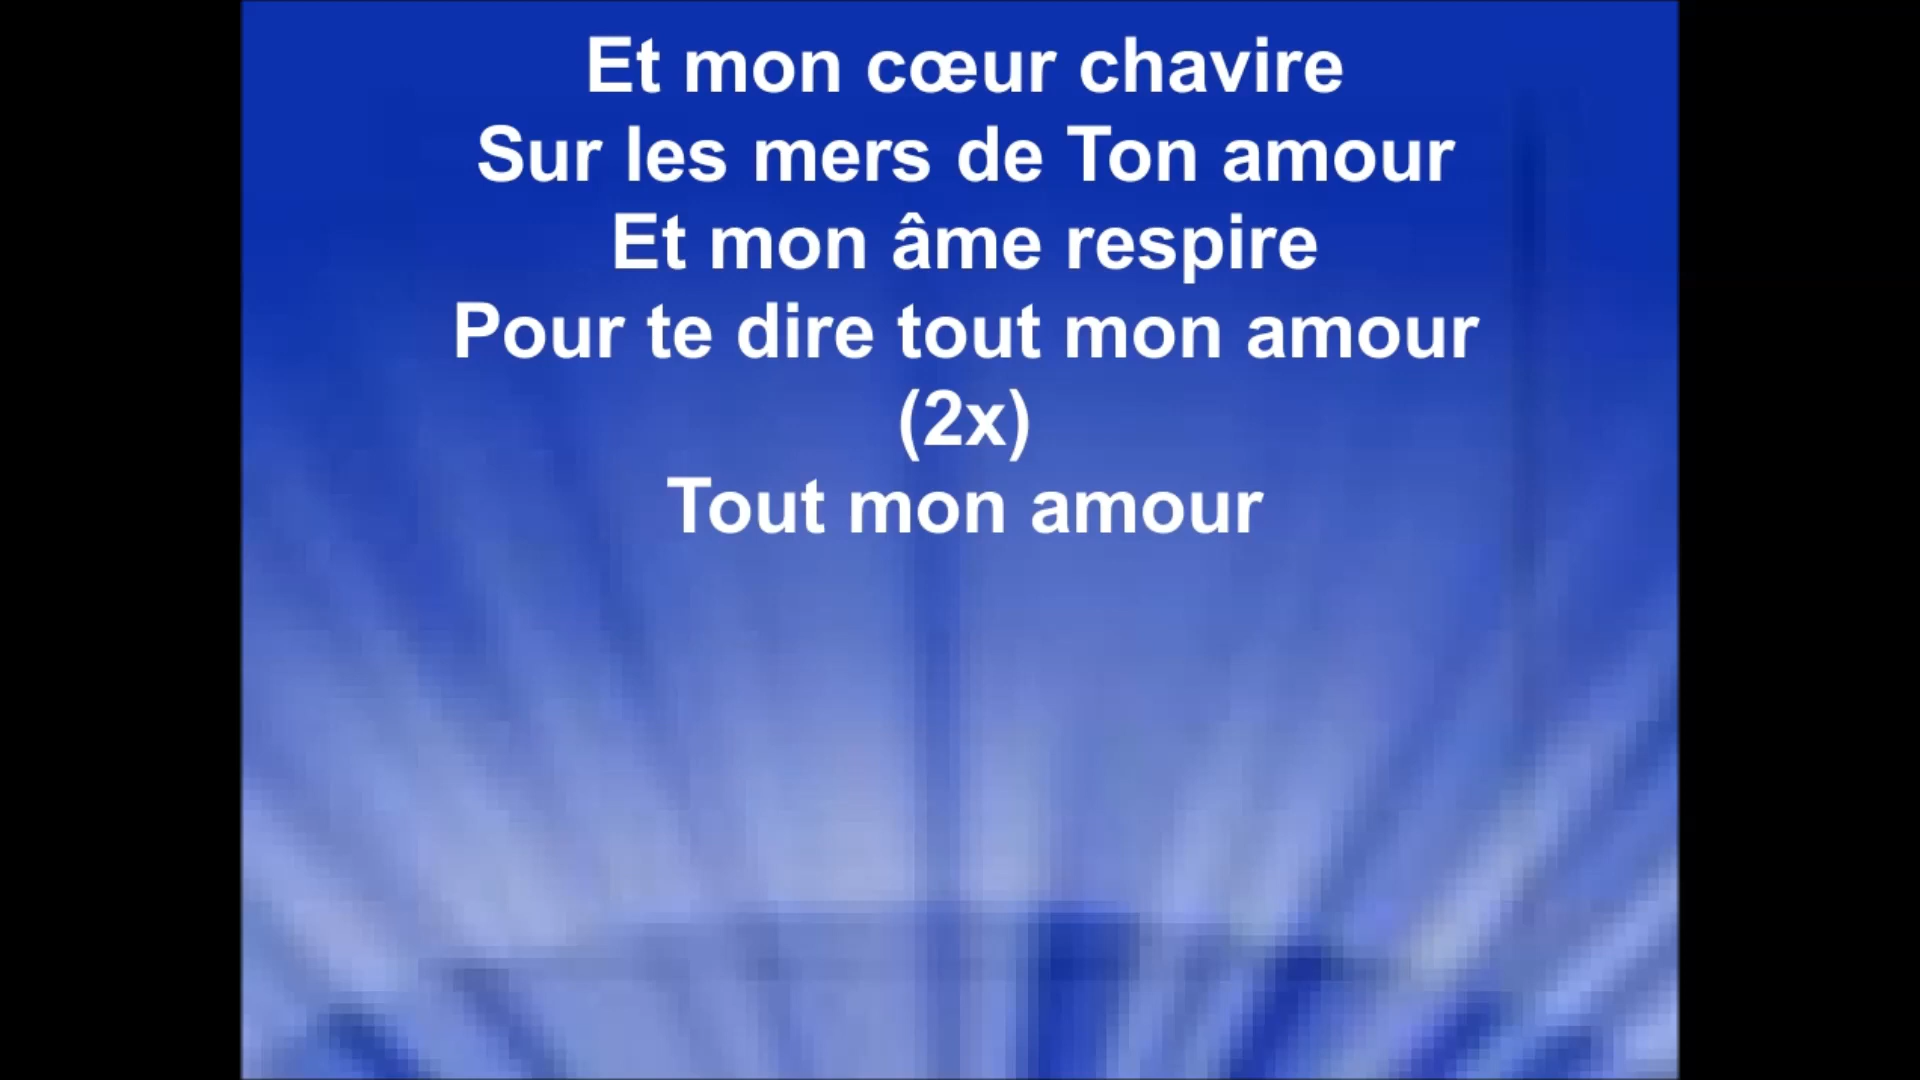 Et mon cœur chavire
Sur les mers de Ton amour
Et mon âme respire
Pour te dire tout mon amour
(2x)
Tout mon amour